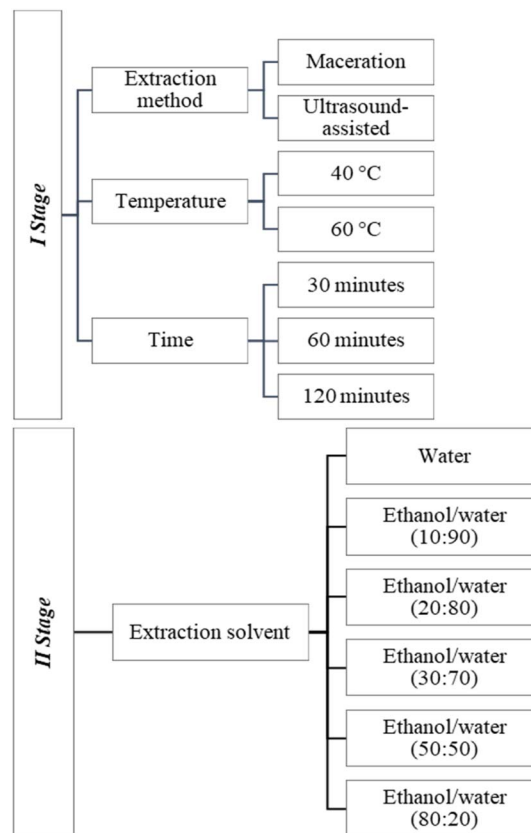 I Stage
Extraction
method
Maceration
Ultrasound-
assisted
Temperature
40 °C
60 °C
Time
30 minutes
60 minutes
120 minutes
II Stage
Extraction solvent
Water
Ethanol/water
(10:90)
Ethanol/water
(20:80)
Ethanol/water
(30:70)
Ethanol/water
(50:50)
Ethanol/water
(80:20)